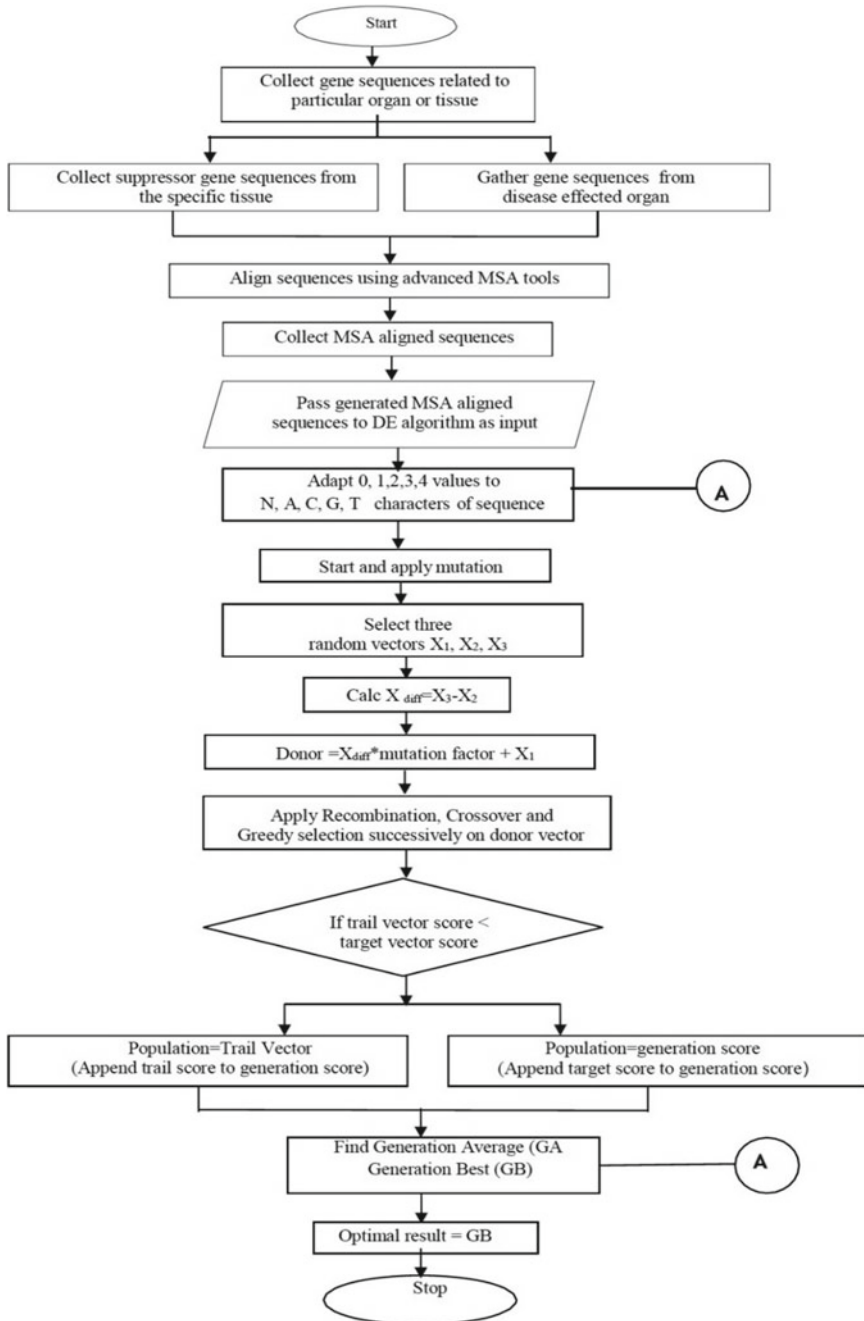 Start
Collect gene sequences related to
particular organ or tissue
Collect suppressor gene sequences from
the specific tissue
Gather gene sequences from
disease effected organ
Align sequences using advanced MSA tools
Collect MSA aligned sequences
Pass generated MSA aligned
sequences to DE algorithm as input
Adapt 0, 1,2,3,4 values to
N, A, C, G, T characters of sequence
A
Start and apply mutation
Select three
random vectors X₁, X₂, X₃
Calc X diff=X₃-X₂
Donor =Xdiff*mutation factor + X₁
Apply Recombination, Crossover and
Greedy selection successively on donor vector
If trail vector score <
target vector score
Population=Trail Vector
(Append trail score to generation score)
Population=generation score
(Append target score to generation score)
Find Generation Average (GA
Generation Best (GB)
A
Optimal result = GB
Stop